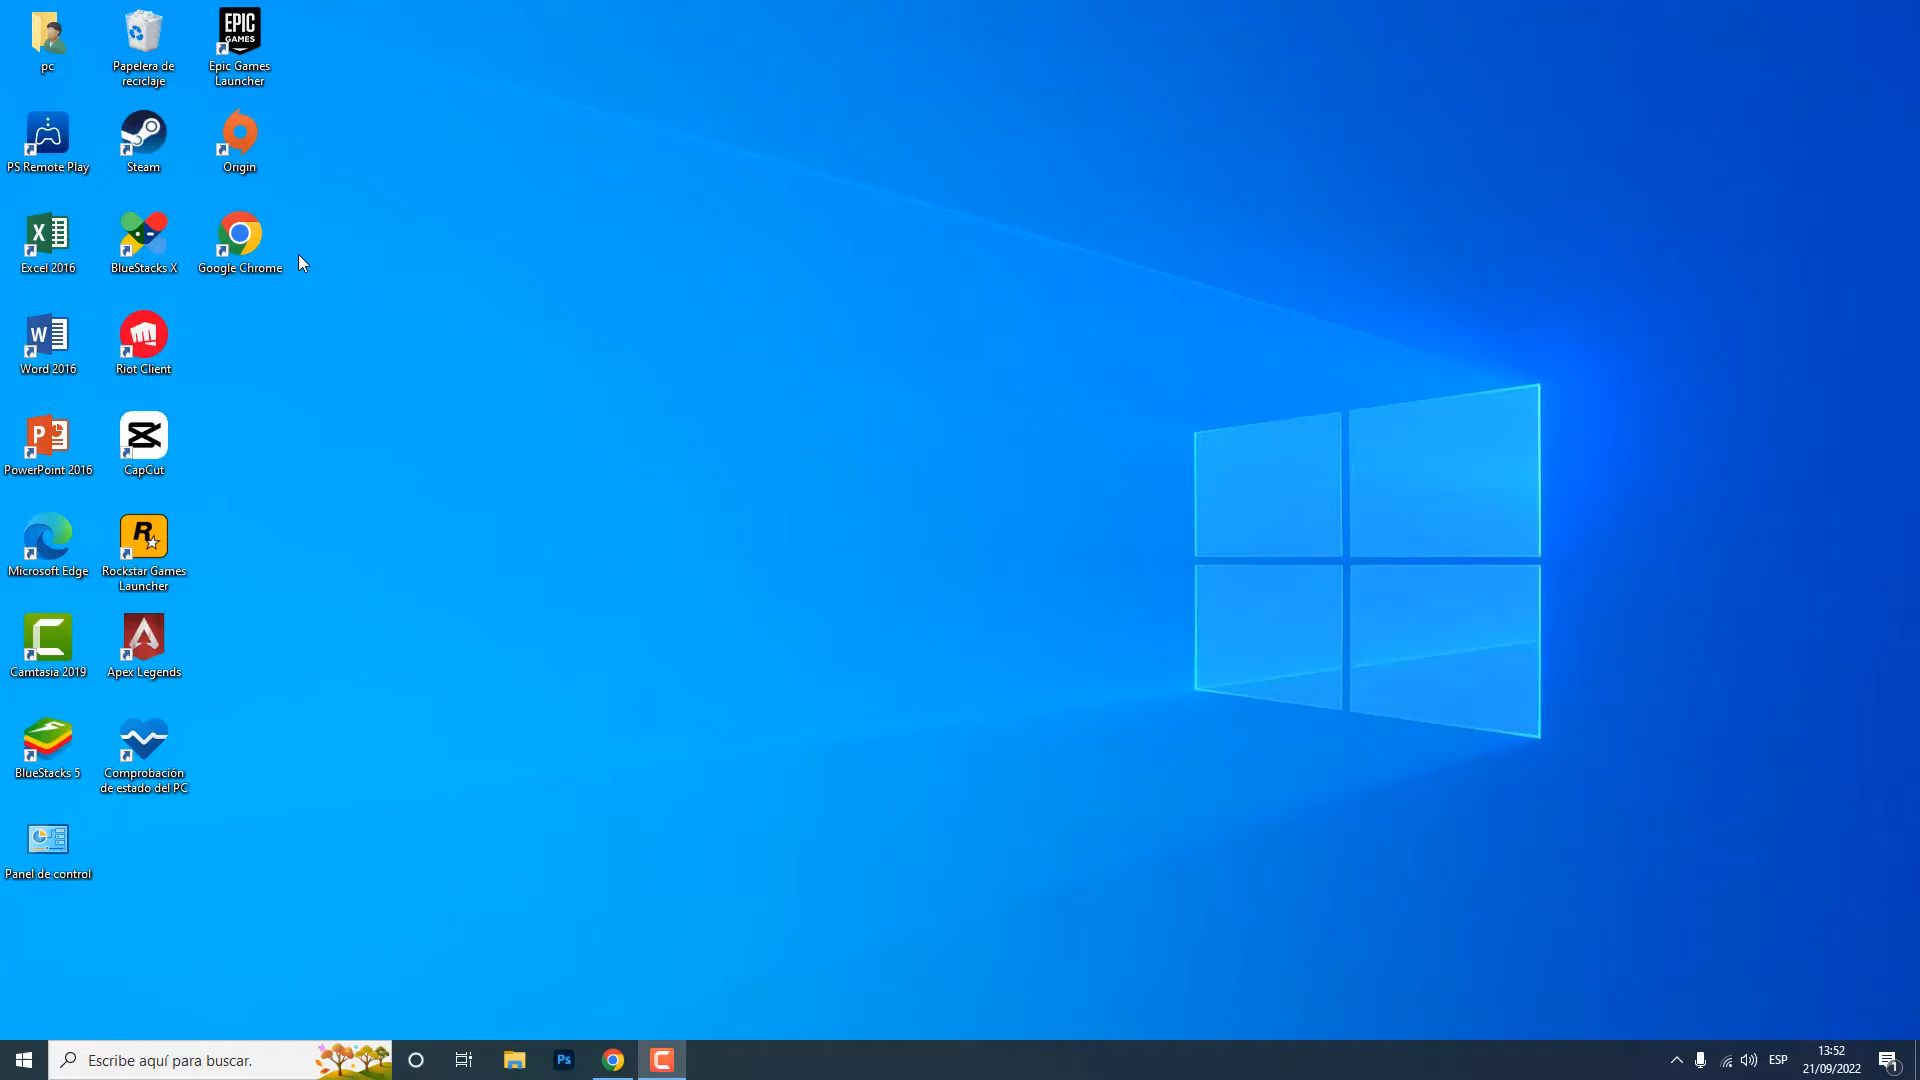 pc
Papelera de
reciclaje
EPIC
GAMES
Epic Games
Launcher
PS Remote Play
Steam
Origin
X
Excel 2016
BlueStacks X
Google Chrome
W
Word 2016
Riot Client
P
PowerPoint 2016
CapCut
Microsoft Edge
R
Rockstar Games
Launcher
C
Camtasia 2019
Apex Legends
BlueStacks 5
Comprobación
de estado del PC
Panel de control
Escribe aquí para buscar.
Ps
C
ESP
13:52
21/09/2022
1